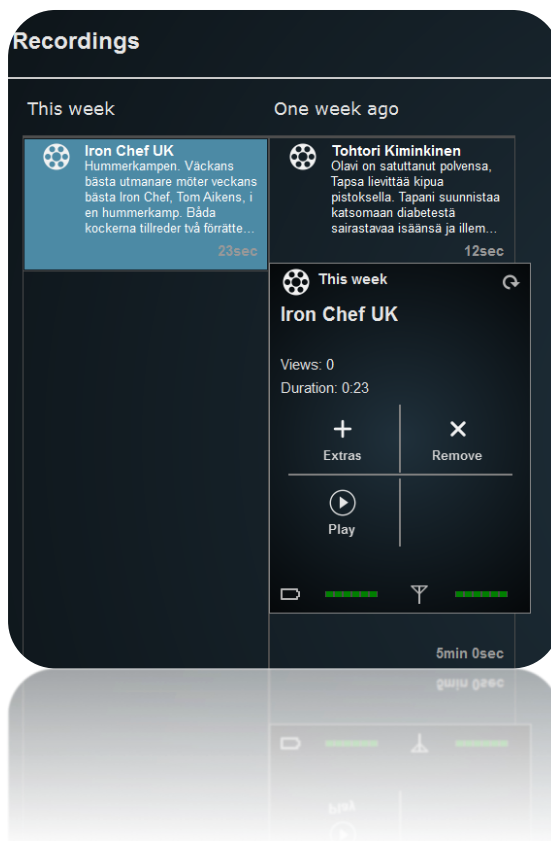 Recordings
This week
One week ago
Iron Chef UK
Hummerkampen. Väckans
bästa utmanare möter veckans
bästa Iron Chef, Tom Aikens, i
en hummerkamp. Båda
kockerna tillreder två förrätte...
23sec
Tohtori Kiminkinen
Olavi on satuttanut polvensa,
Tapsa lievittää kipua
pistoksella. Tapani suunnistaa
katsomaan diabetestä
sairastavaa isäänsä ja illem...
12sec
This week
Iron Chef UK
Views: 0
Duration: 0:23
Extras
Remove
Play
5min 0sec